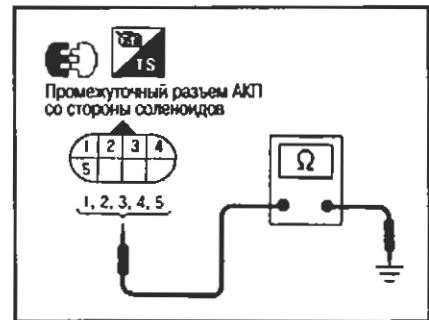 TS
Промежуточный разъем АКП
со стороны соленоидов
1 2 3 4
5
1, 2, 3, 4, 5
Ω